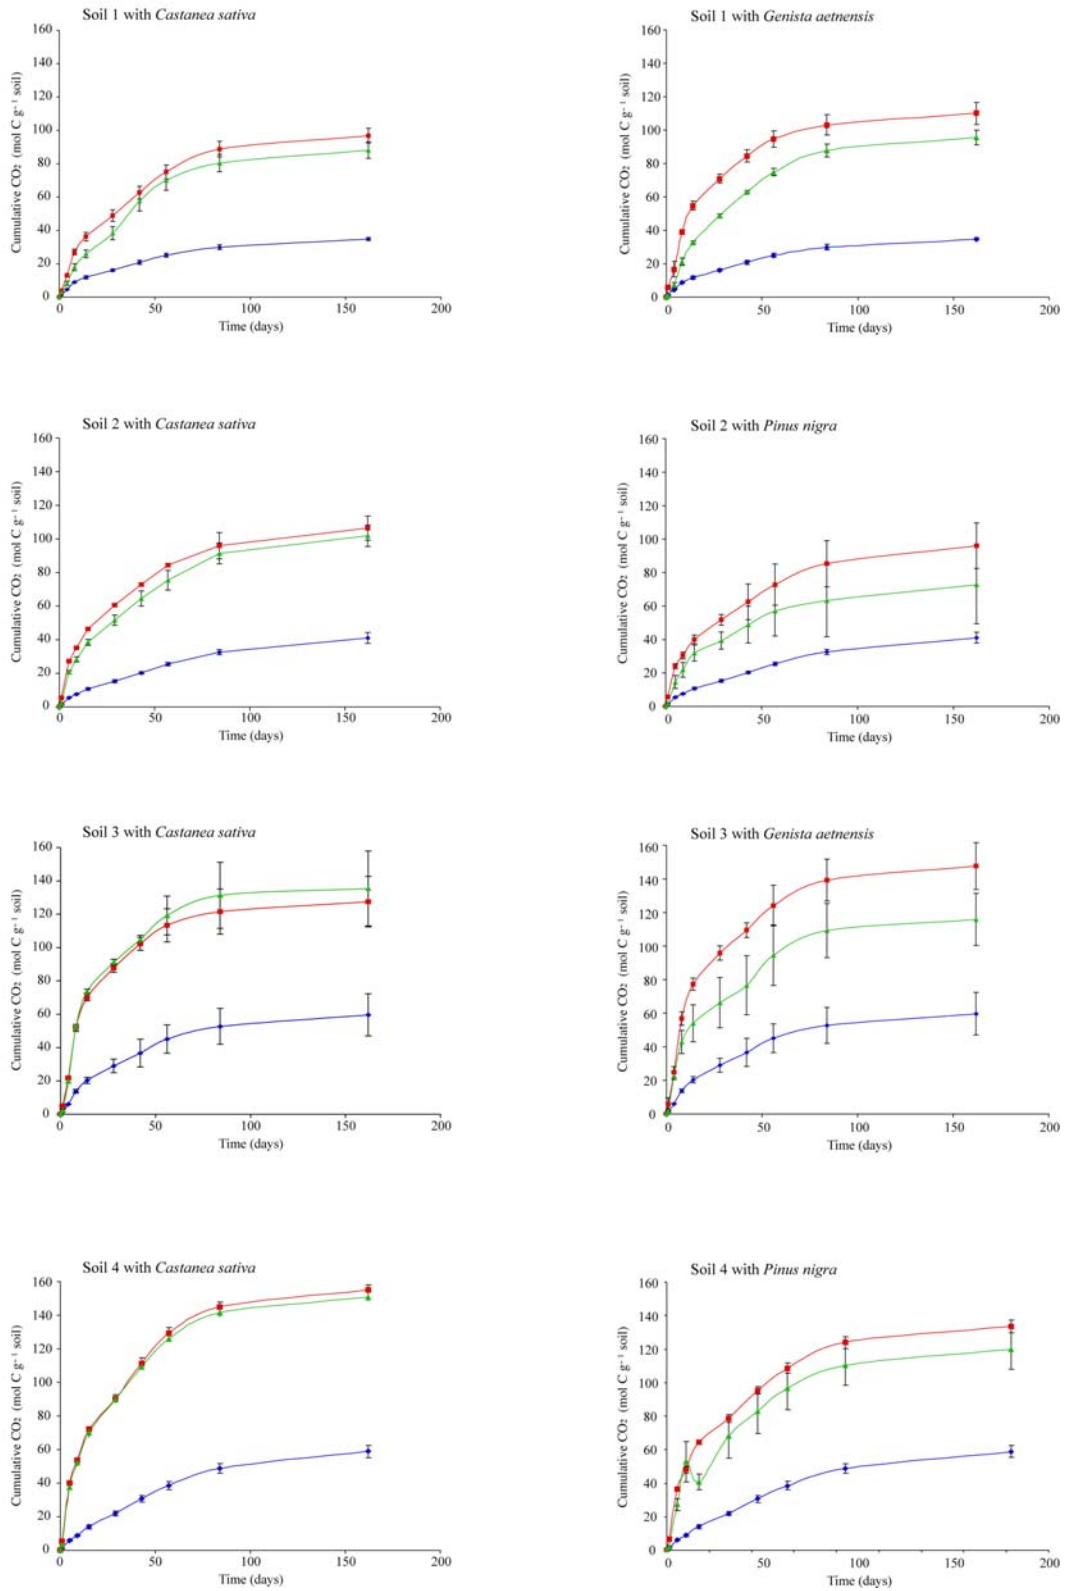 Soil 1 with Castanea sativa
160
140
120
100
80
60
40
20
0
Cumulative CO₂ (mol C g⁻¹ soil)
0 50 100 150 200
Time (days)
Soil 1 with Genista aetnensis
160
140
120
100
80
60
40
20
0
Cumulative CO₂ (mol C g⁻¹ soil)
0 50 100 150 200
Time (days)
Soil 2 with Castanea sativa
160
140
120
100
80
60
40
20
0
Cumulative CO₂ (mol C g⁻¹ soil)
0 50 100 150 200
Time (days)
Soil 2 with Pinus nigra
160
140
120
100
80
60
40
20
0
Cumulative CO₂ (mol C g⁻¹ soil)
0 50 100 150 200
Time (days)
Soil 3 with Castanea sativa
160
140
120
100
80
60
40
20
0
Cumulative CO₂ (mol C g⁻¹ soil)
0 50 100 150 200
Time (days)
Soil 3 with Genista aetnensis
160
140
120
100
80
60
40
20
0
Cumulative CO₂ (mol C g⁻¹ soil)
0 50 100 150 200
Time (days)
Soil 4 with Castanea sativa
160
140
120
100
80
60
40
20
0
Cumulative CO₂ (mol C g⁻¹ soil)
0 50 100 150 200
Time (days)
Soil 4 with Pinus nigra
160
140
120
100
80
60
40
20
0
Cumulative CO₂ (mol C g⁻¹ soil)
0 50 100 150 200
Time (days)